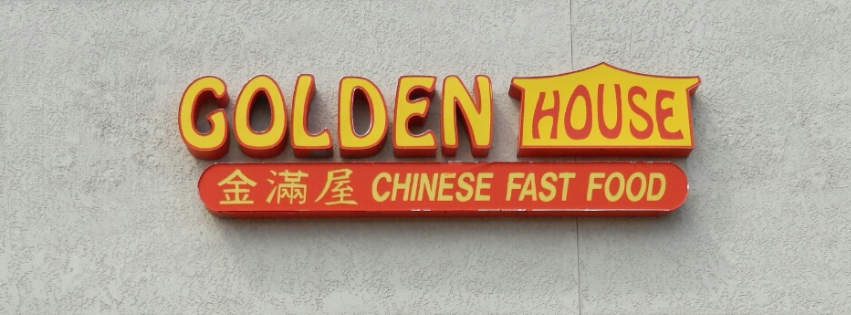 GOLDEN HOUSE
金滿屋 CHINESE FAST FOOD